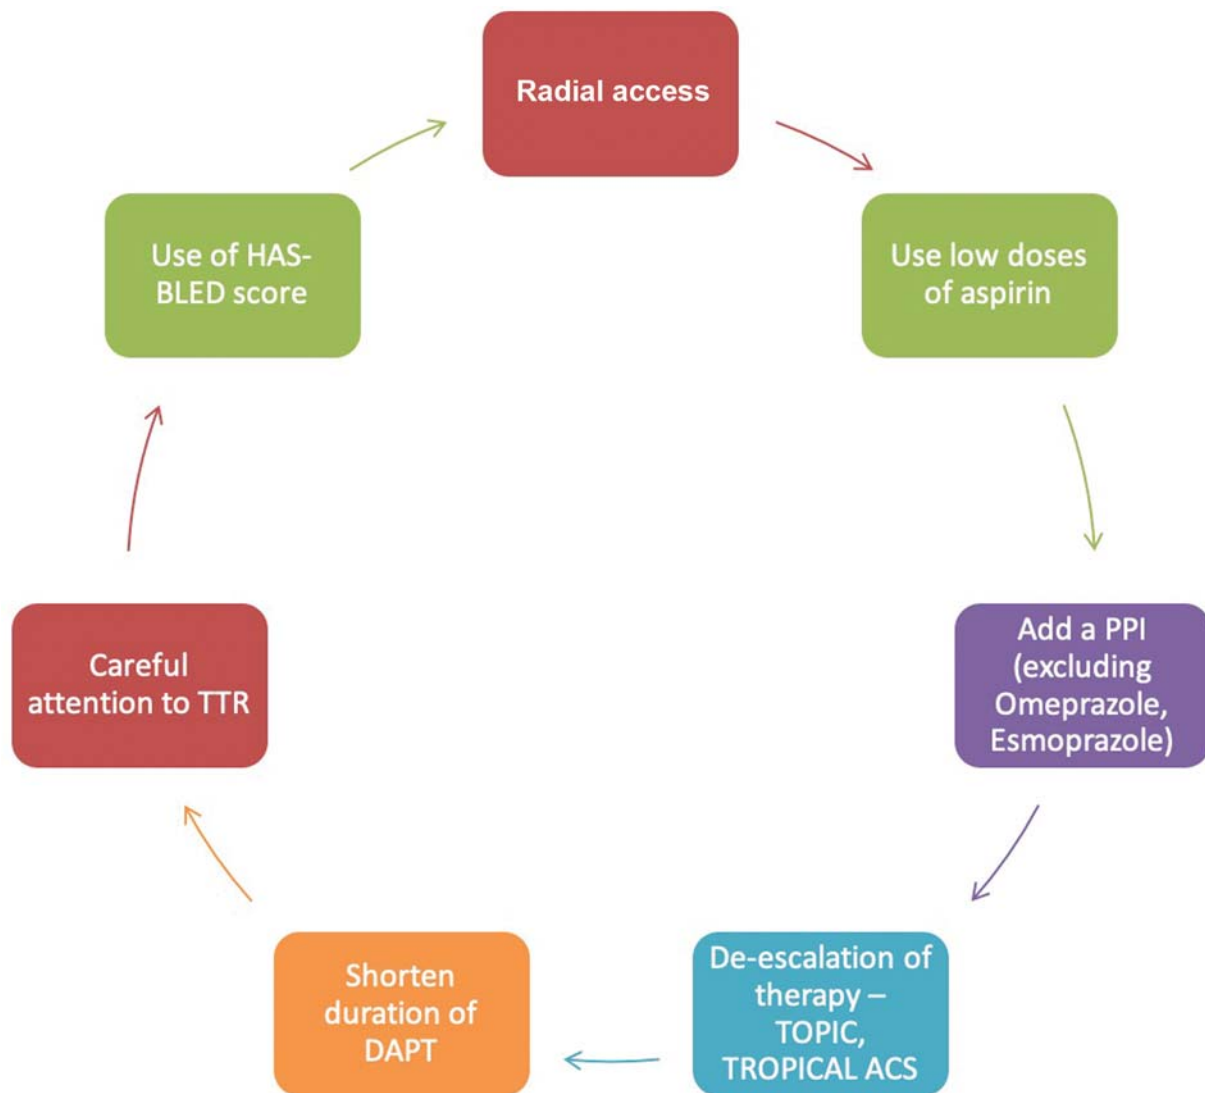 Radial access
Use low doses
of aspirin
Add a PPI
(excluding
Omeprazole,
Esmoprazole)
De-escalation of
therapy –
TOPIC,
TROPICAL ACS
Shorten
duration of
DAPT
Careful
attention to TTR
Use of HAS-
BLED score